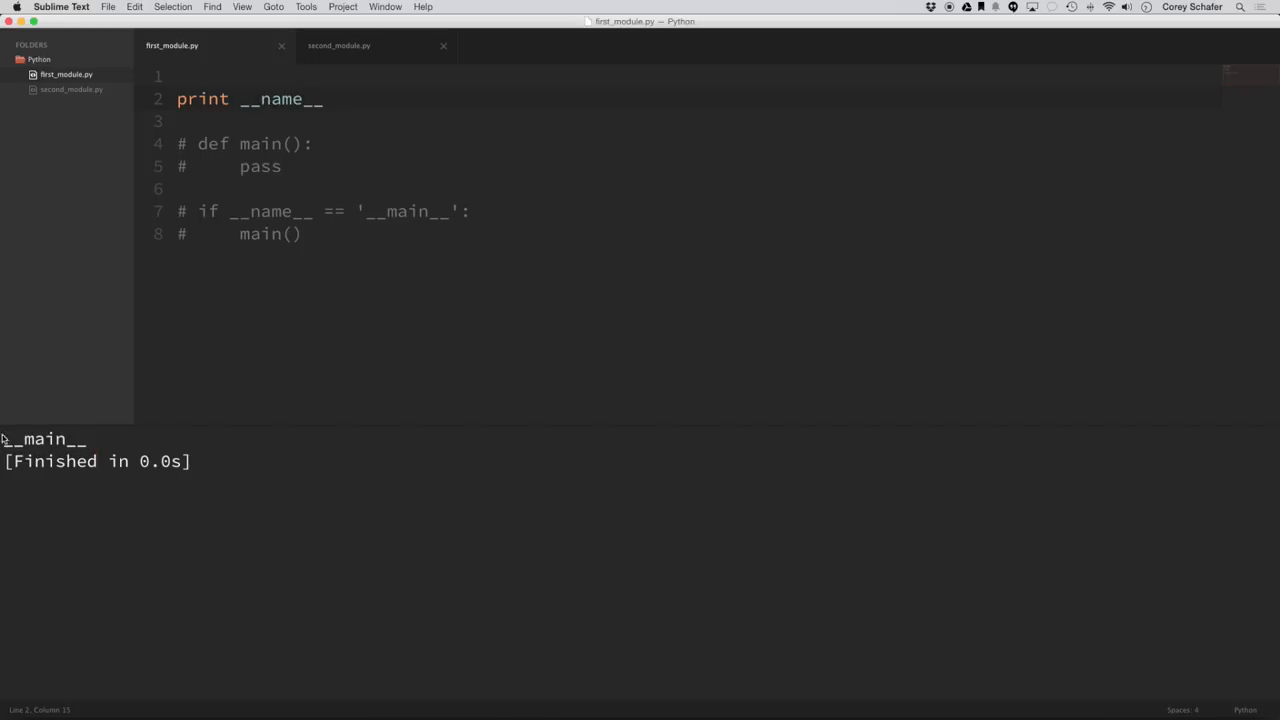 Sublime Text File Edit Selection Find View Goto Tools Project Window Help Corey Schafer
first_module.py — Python
FOLDERS
Python
first_module.py
second_module.py
first_module.py second_module.py
1
2 print __name__
3
4 # def main():
5 #     pass
6
7 # if __name__ == '__main__':
8 #     main()
__main__
[Finished in 0.0s]
Line 2, Column 15 Spaces: 4 Python